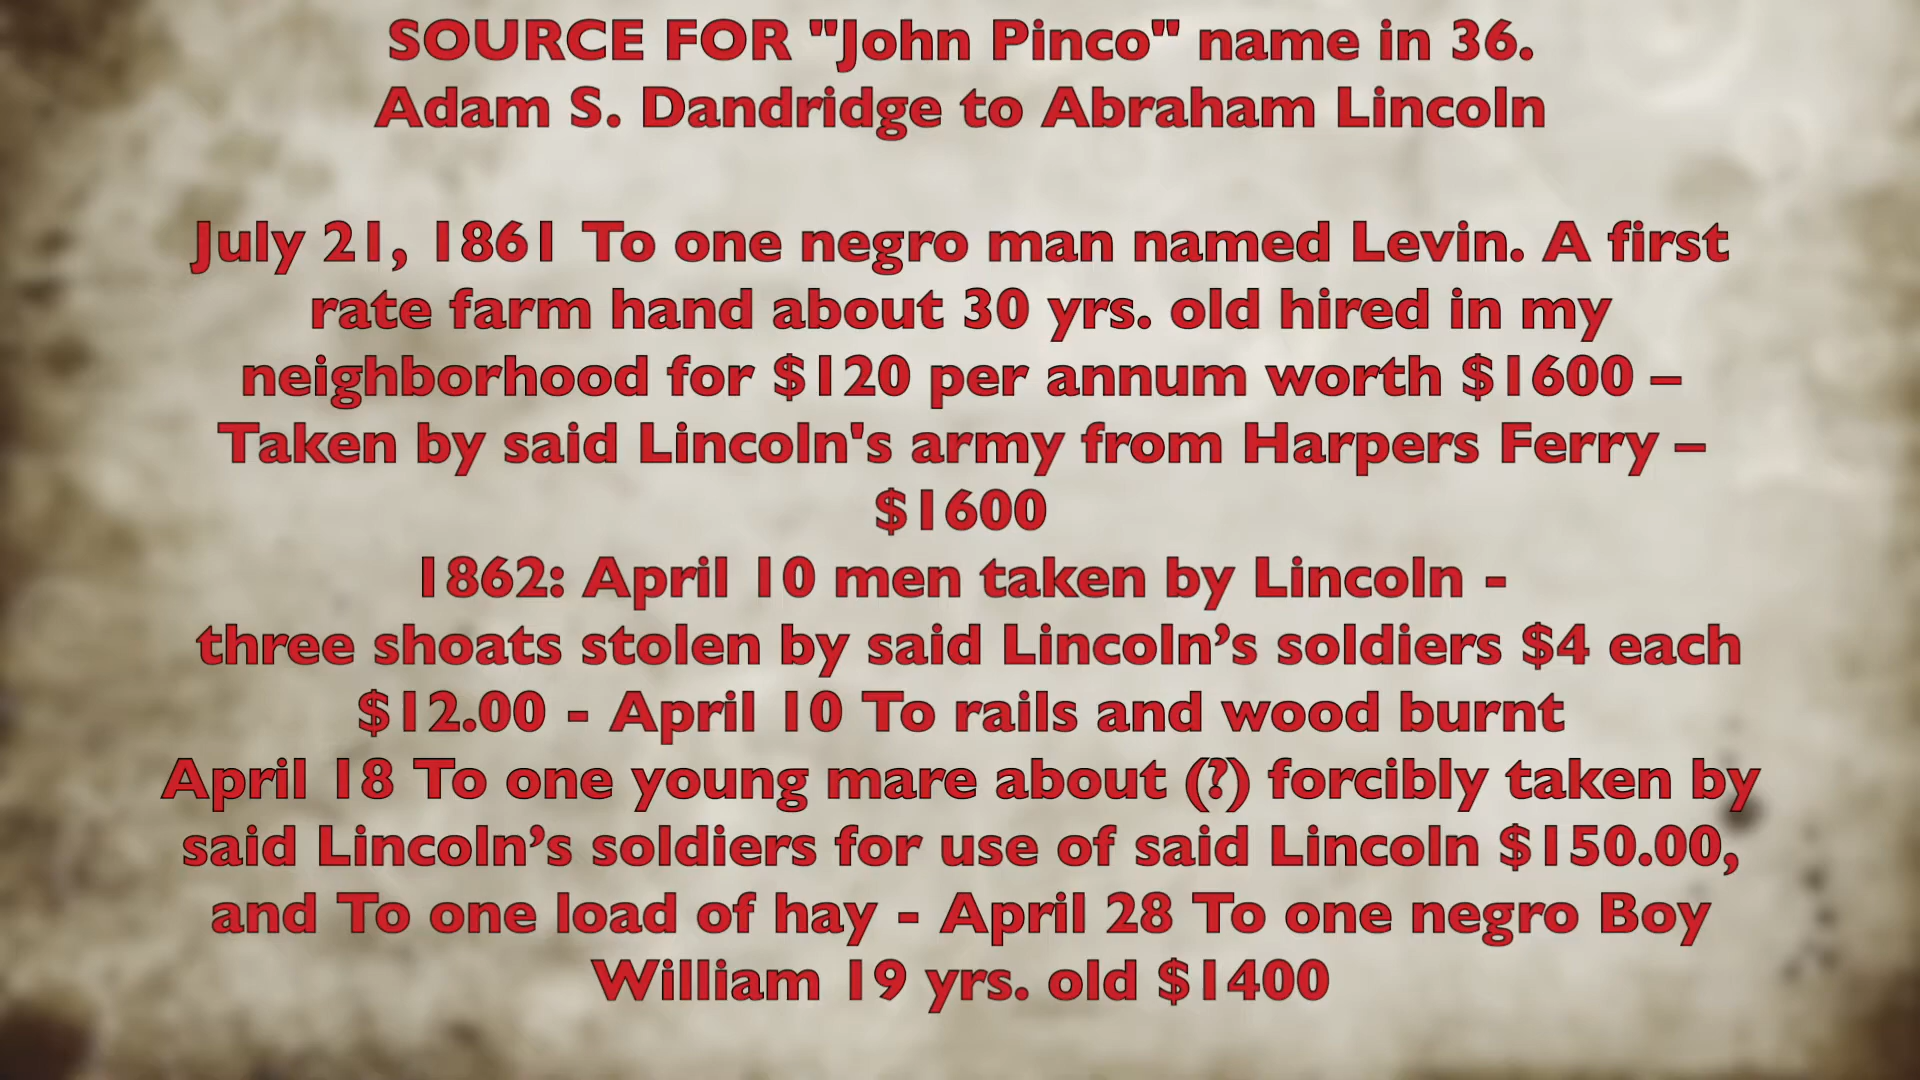 SOURCE FOR "John Pinco" name in 36.
Adam S. Dandridge to Abraham Lincoln
July 21, 1861 To one negro man named Levin. A first
rate farm hand about 30 yrs. old hired in my
neighborhood for $120 per annum worth $1600 –
Taken by said Lincoln's army from Harpers Ferry –
$1600
1862: April 10 men taken by Lincoln -
three shoats stolen by said Lincoln’s soldiers $4 each
$12.00 - April 10 To rails and wood burnt
April 18 To one young mare about (?) forcibly taken by
said Lincoln’s soldiers for use of said Lincoln $150.00,
and To one load of hay - April 28 To one negro Boy
William 19 yrs. old $1400